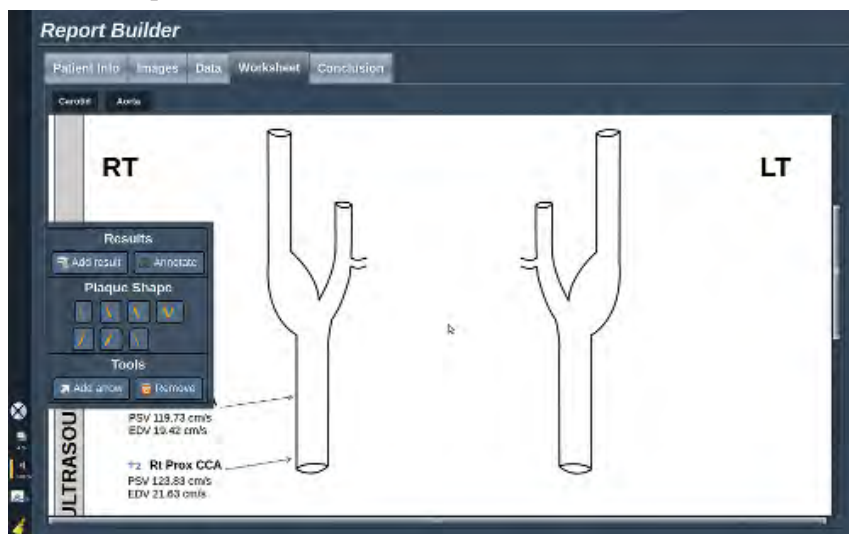 Report Builder
Patient Info Images Data Worksheet Conclusion
Carotid Aorta
RT LT
Results
Add result Annotate
Plaque Shape
Tools
Add arrow Remove
PSV 119.73 cm/s
EDV 19.42 cm/s
+2 Rt Prox CCA
PSV 123.83 cm/s
EDV 21.63 cm/s
ULTRASOU